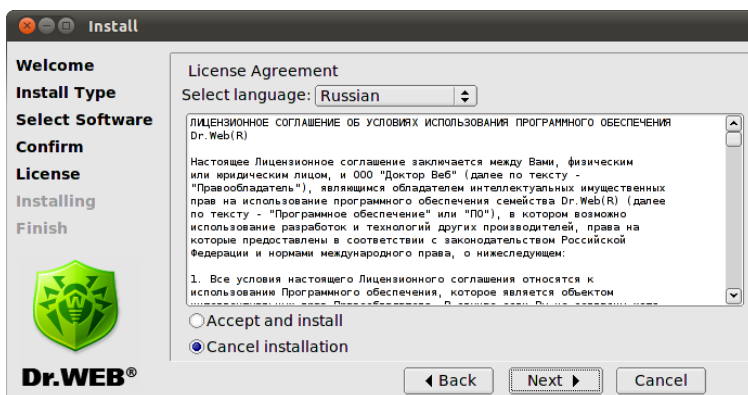 Install
Welcome
Install Type
Select Software
Confirm
License
Installing
Finish
Dr.WEB®
License Agreement
Select language: Russian
ЛИЦЕНЗИОННОЕ СОГЛАШЕНИЕ ОБ УСЛОВИЯХ ИСПОЛЬЗОВАНИЯ ПРОГРАММНОГО ОБЕСПЕЧЕНИЯ
Dr.Web(R)
Настоящее Лицензионное соглашение заключается между Вами, физическим
или юридическим лицом, и ООО "Доктор Веб" (далее по тексту -
"Правообладатель"), являющимся обладателем интеллектуальных имущественных
прав на использование программного обеспечения семейства Dr.Web(R) (далее
по тексту - "Программное обеспечение" или "ПО"), в котором возможно
использование разработок и технологий других производителей, права на
которые предоставлены в соответствии с законодательством Российской
Федерации и нормами международного права, о нижеследующем:
1. Все условия настоящего Лицензионного соглашения относятся к
использованию Программного обеспечения, которое является объектом
Accept and install
Cancel installation
Back
Next
Cancel